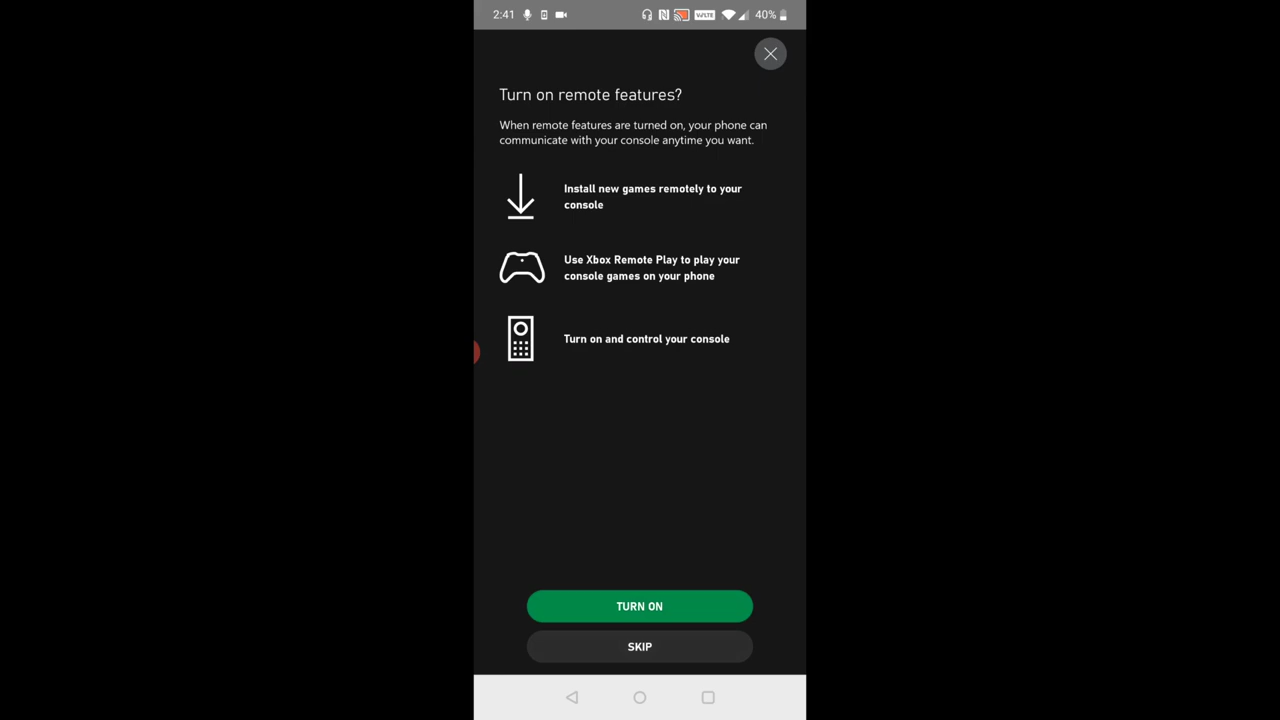 2:41
VoLTE
40%
Turn on remote features?
When remote features are turned on, your phone can
communicate with your console anytime you want.
Install new games remotely to your
console
Use Xbox Remote Play to play your
console games on your phone
Turn on and control your console
TURN ON
SKIP